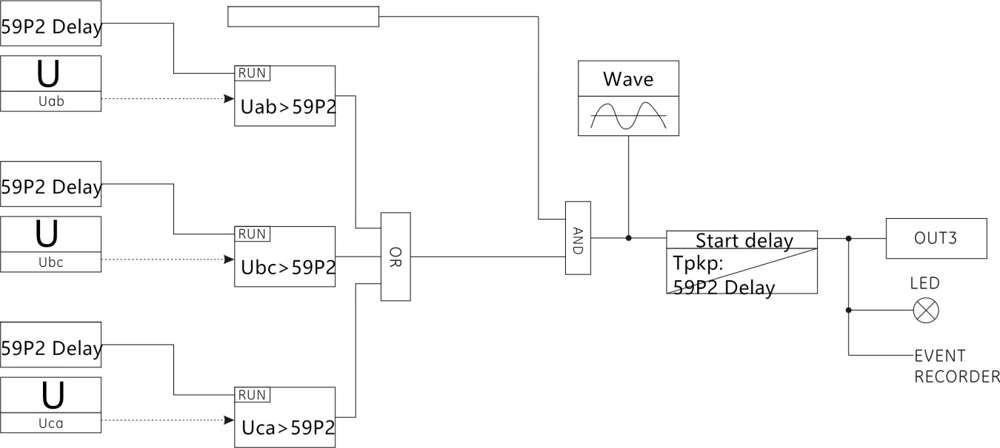 59P2 Delay
U
Uab
RUN
Uab>59P2
Wave
59P2 Delay
U
Ubc
RUN
Ubc>59P2
OR
AND
Start delay
Tpkp:
59P2 Delay
OUT3
LED
EVENT
RECORDER
59P2 Delay
U
Uca
RUN
Uca>59P2